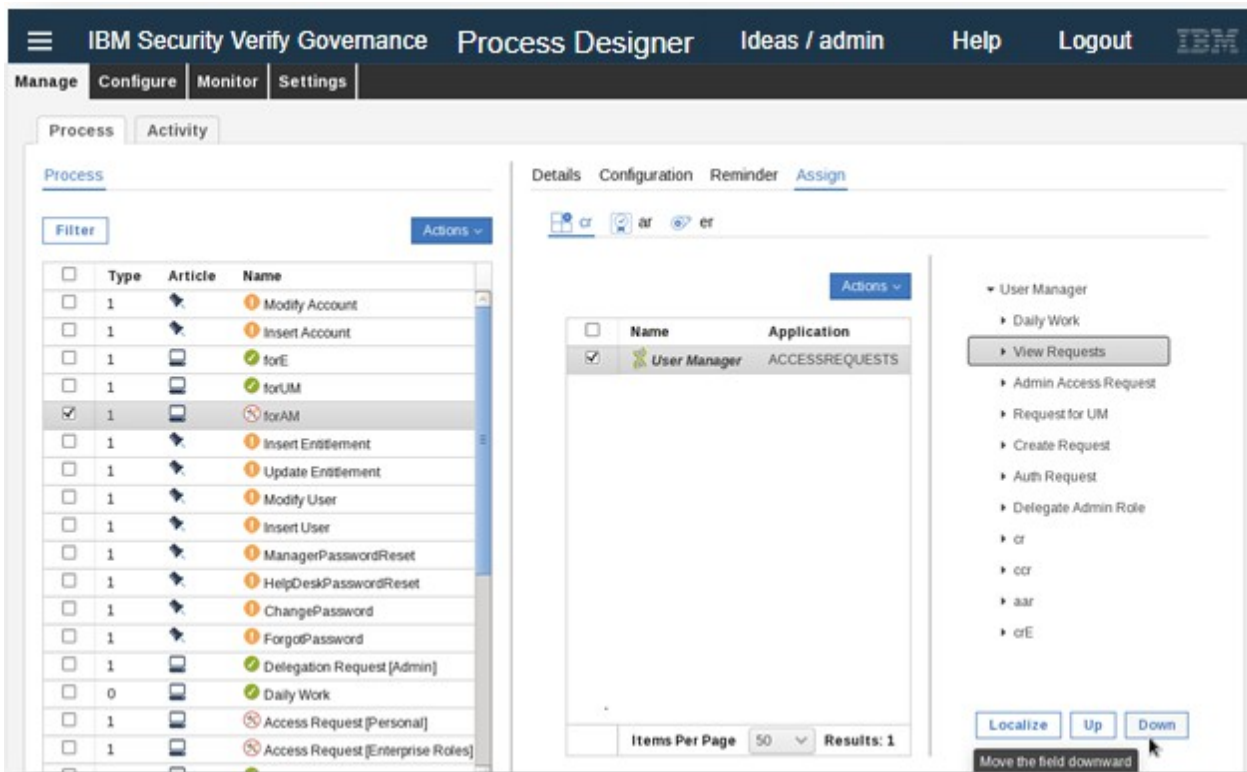 IBM Security Verify Governance Process Designer Ideas / admin Help Logout IBM
Manage Configure Monitor Settings
Process Activity
Process
Filter Actions
Type Article Name
1 Modify Account
1 Insert Account
1 forE
1 forUM
1 forAM
1 Insert Entitlement
1 Update Entitlement
1 Modify User
1 Insert User
1 ManagerPasswordReset
1 HelpDeskPasswordReset
1 ChangePassword
1 ForgotPassword
1 Delegation Request [Admin]
0 Daily Work
1 Access Request [Personal]
1 Access Request [Enterprise Roles]
Details Configuration Reminder Assign
cr ar er
Actions
Name Application
User Manager ACCESSREQUESTS
Items Per Page 50 Results: 1
User Manager
Daily Work
View Requests
Admin Access Request
Request for UM
Create Request
Auth Request
Delegate Admin Role
cr
ccr
aar
crE
Localize Up Down
Move the field downward